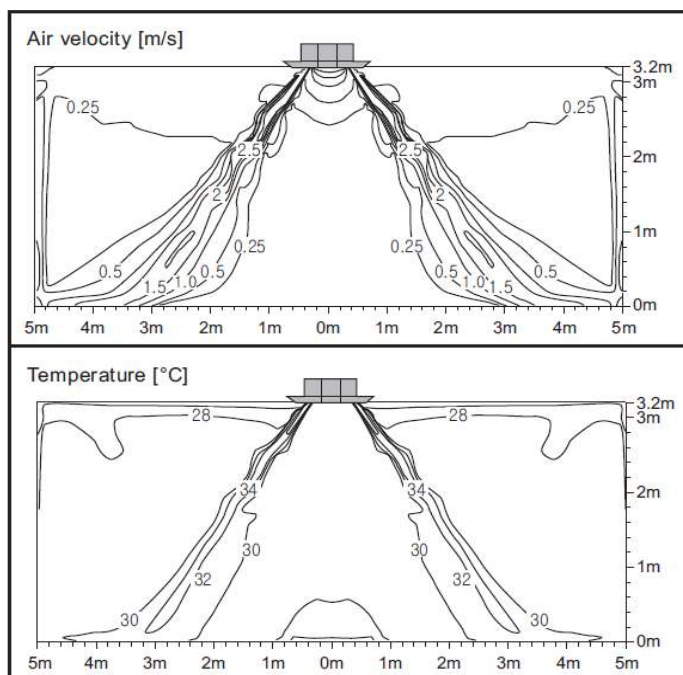 Air velocity [m/s]
3.2m
3m
0.25 0.25
2.5 2.5
2m
2 2
1m
0.25 0.25
0.5 0.5 0.5 0.5
1.5 1.0 1.0 1.5
0m
5m 4m 3m 2m 1m 0m 1m 2m 3m 4m 5m
Temperature [°C]
3.2m
3m
28 28
34 34
2m
30 30
32 32
1m
30 30
0m
5m 4m 3m 2m 1m 0m 1m 2m 3m 4m 5m